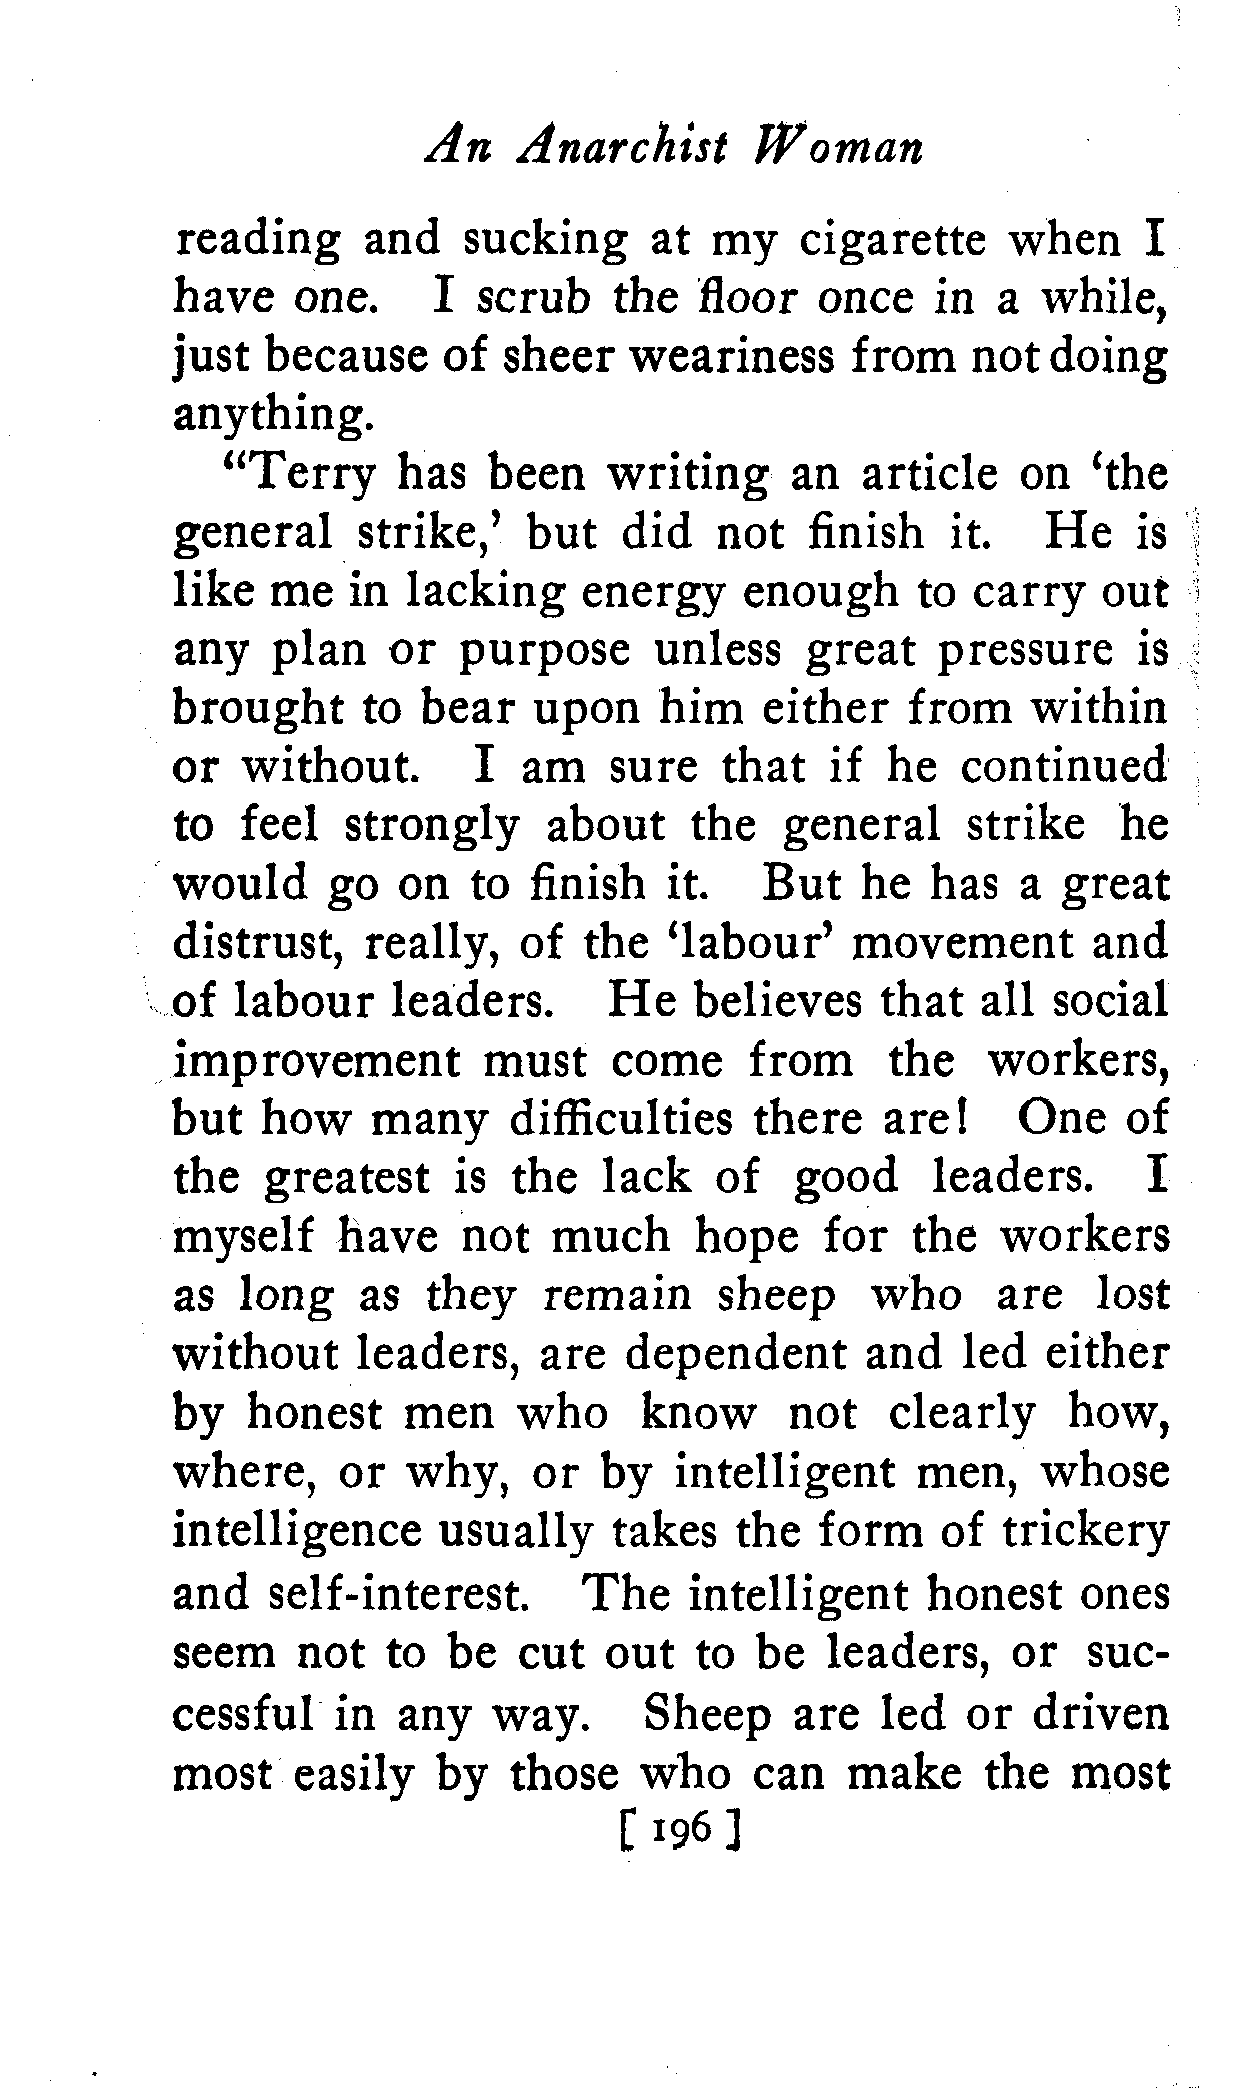 An Anarchist Woman
reading and sucking at my cigarette when I
have one. I scrub the floor once in a while,
just because of sheer weariness from not doing
anything.
“Terry has been writing an article on ‘the
general strike,’ but did not finish it. He is
like me in lacking energy enough to carry out
any plan or purpose unless great pressure is
brought to bear upon him either from within
or without. I am sure that if he continued
to feel strongly about the general strike he
would go on to finish it. But he has a great
distrust, really, of the ‘labour’ movement and
of labour leaders. He believes that all social
improvement must come from the workers,
but how many difficulties there are! One of
the greatest is the lack of good leaders. I
myself have not much hope for the workers
as long as they remain sheep who are lost
without leaders, are dependent and led either
by honest men who know not clearly how,
where, or why, or by intelligent men, whose
intelligence usually takes the form of trickery
and self-interest. The intelligent honest ones
seem not to be cut out to be leaders, or suc-
cessful in any way. Sheep are led or driven
most easily by those who can make the most
[ 196 ]